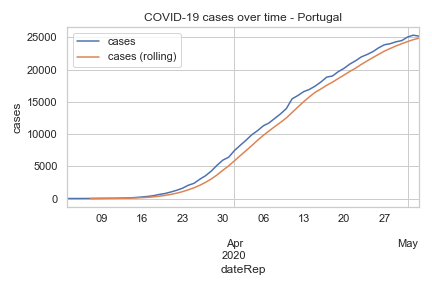 COVID-19 cases over time - Portugal
cases
cases (rolling)
25000
20000
15000
10000
5000
0
cases
09 16 23 30 06 13 20 27
Apr May
2020
dateRep